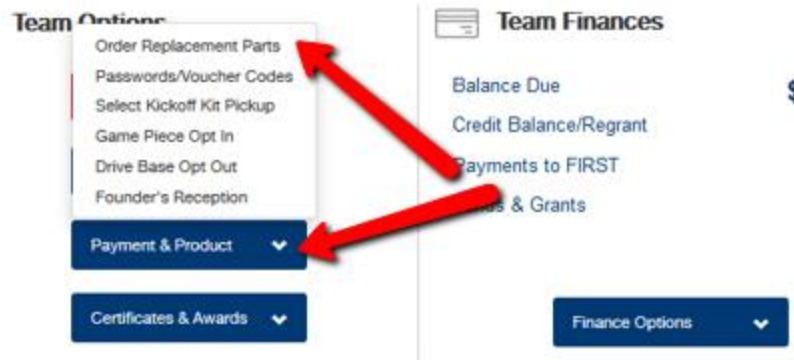 Team Options
Order Replacement Parts
Passwords/Voucher Codes
Select Kickoff Kit Pickup
Game Piece Opt In
Drive Base Opt Out
Founder's Reception
Payment & Product
Certificates & Awards
Team Finances
Balance Due
$
Credit Balance/Regrant
Payments to FIRST
& Grants
Finance Options